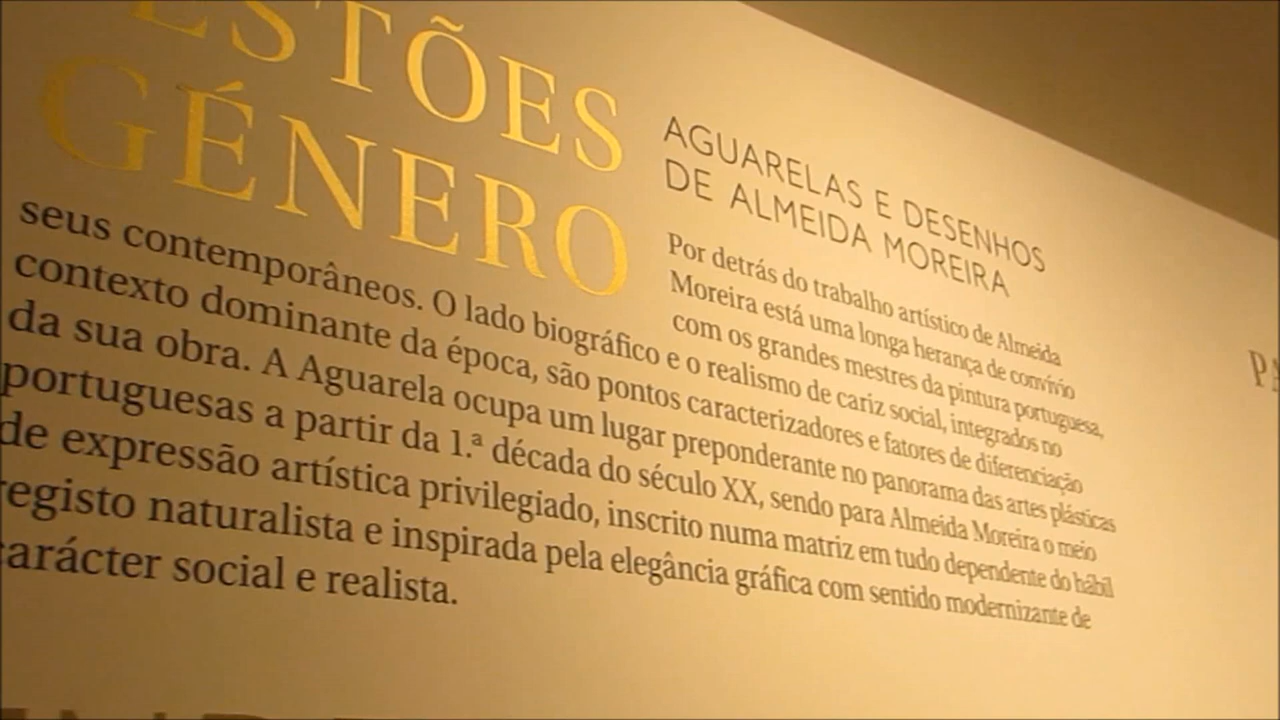 ESTÕES
GÉNERO
AGUARELAS E DESENHOS
DE ALMEIDA MOREIRA
Por detrás do trabalho artístico de Almeida
Moreira está uma longa herança de convívio
com os grandes mestres da pintura portuguesa,
seus contemporâneos. O lado biográfico e o realismo de cariz social, integrados no
contexto dominante da época, são pontos caracterizadores e fatores de diferenciação
da sua obra. A Aguarela ocupa um lugar preponderante no panorama das artes plásticas
portuguesas a partir da 1.ª década do século XX, sendo para Almeida Moreira o meio
de expressão artística privilegiado, inscrito numa matriz em tudo dependente do hábil
registo naturalista e inspirada pela elegância gráfica com sentido modernizante de
carácter social e realista.